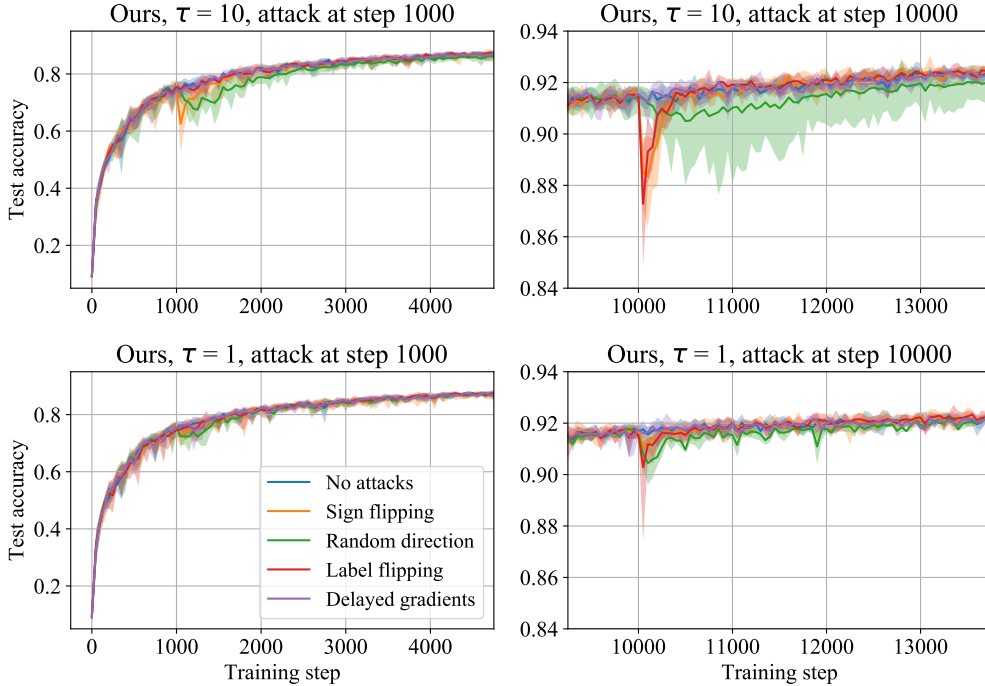 Ours, τ = 10, attack at step 1000
Test accuracy
0.8
0.6
0.4
0.2
0
1000
2000
3000
4000
Ours, τ = 10, attack at step 10000
0.94
0.92
0.90
0.88
0.86
0.84
10000
11000
12000
13000
Ours, τ = 1, attack at step 1000
Test accuracy
0.8
0.6
0.4
0.2
No attacks
Sign flipping
Random direction
Label flipping
Delayed gradients
0
1000
2000
3000
4000
Training step
Ours, τ = 1, attack at step 10000
0.94
0.92
0.90
0.88
0.86
0.84
10000
11000
12000
13000
Training step